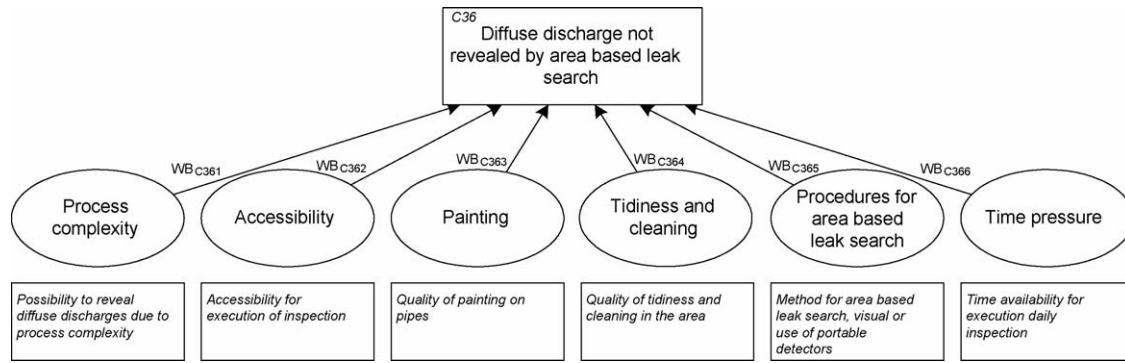 C36
Diffuse discharge not
revealed by area based leak
search
WBC361
WBC362
WBC363
WBC364
WBC365
WBC366
Process
complexity
Accessibility
Painting
Tidiness and
cleaning
Procedures for
area based
leak search
Time pressure
Possibility to reveal
diffuse discharges due to
process complexity
Accessibility for
execution of inspection
Quality of painting on
pipes
Quality of tidiness and
cleaning in the area
Method for area based
leak search, visual or
use of portable
detectors
Time availability for
execution daily
inspection